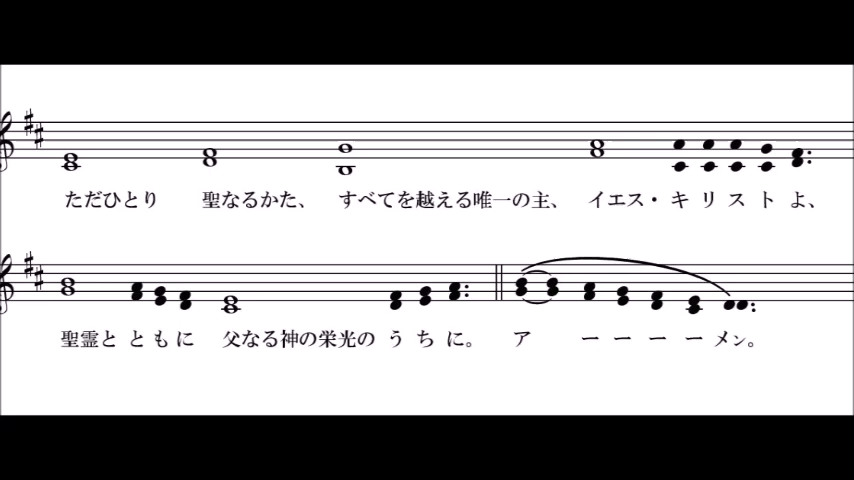 ただひとり 聖なるかた、 すべてを越える唯一の主、 イエス・ キ リ ス ト よ、
聖霊と と も に 父なる神の栄光の う ち に。 ア ー ー ー ー メン。